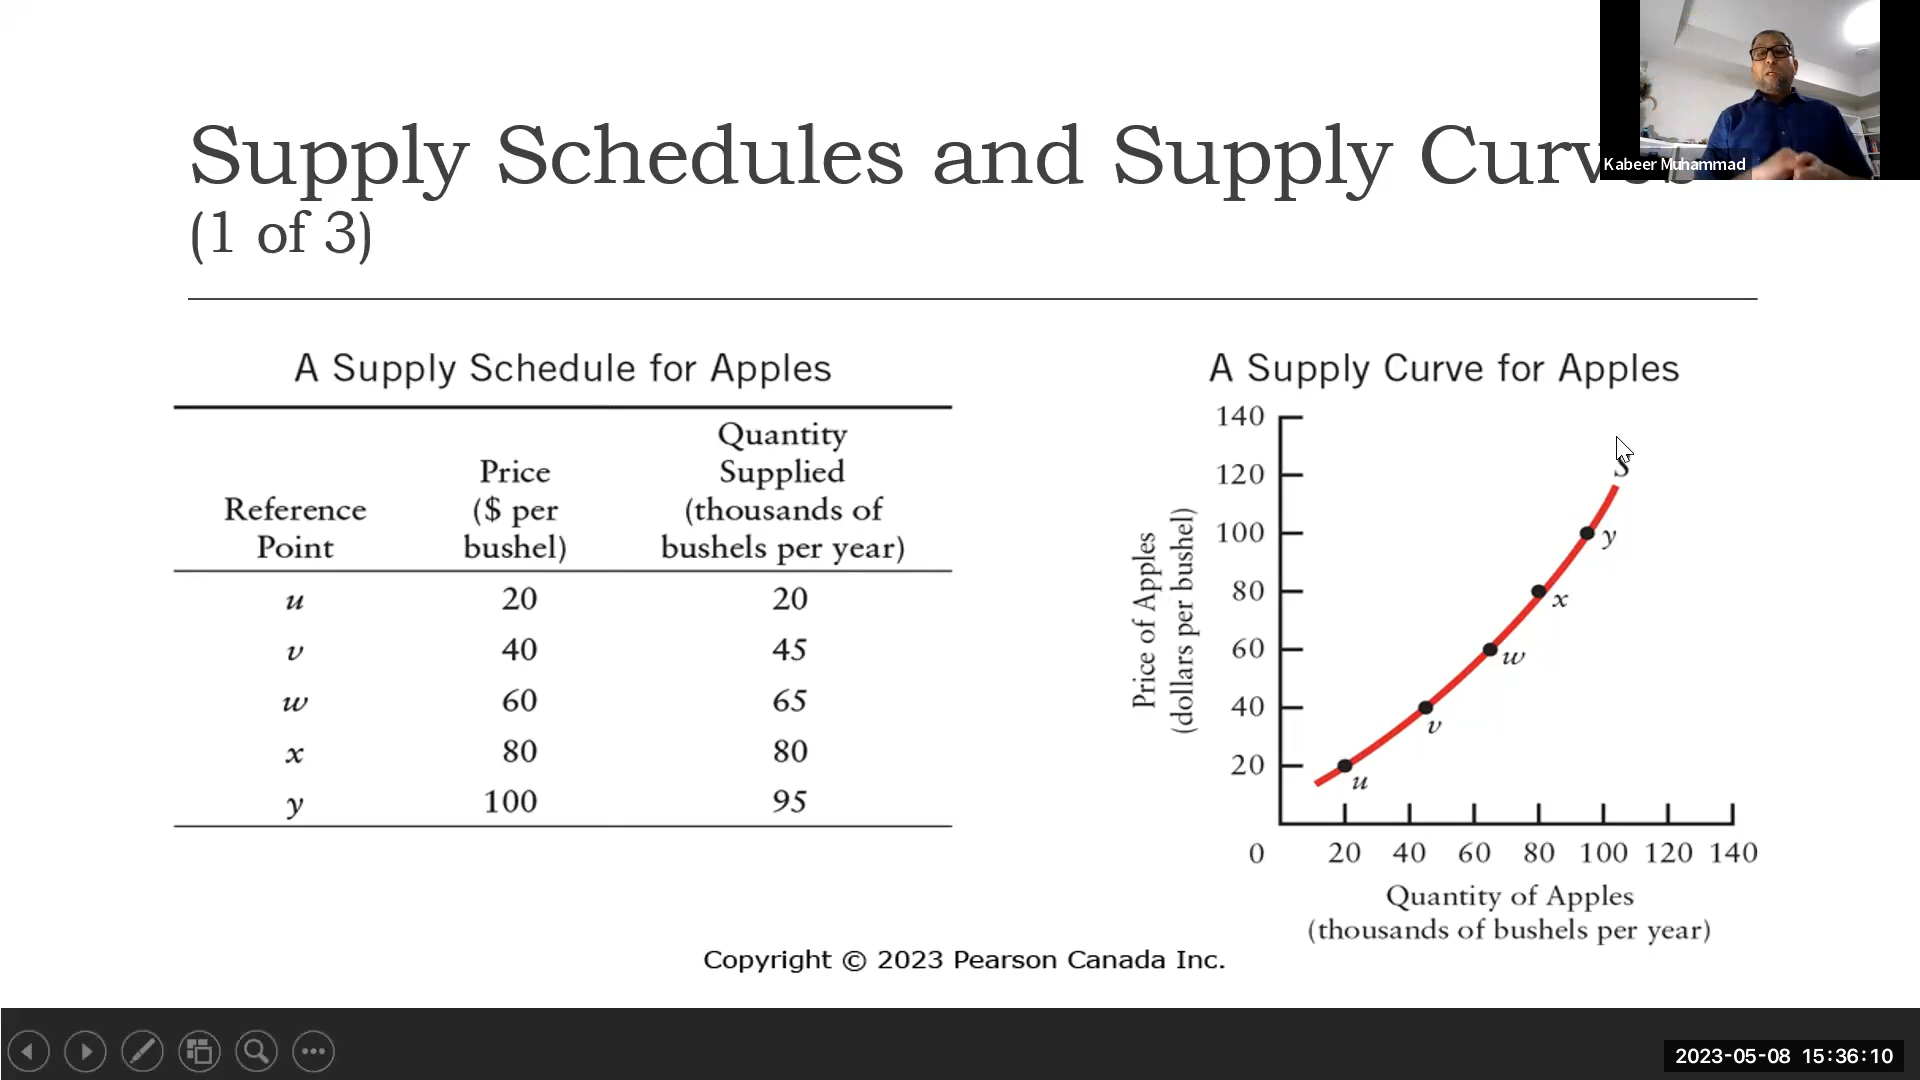 Supply Schedules and Supply Curves
(1 of 3)
Kabeer Muhammad
A Supply Schedule for Apples
Reference Point
Price ($ per bushel)
Quantity Supplied (thousands of bushels per year)
u 20 20
v 40 45
w 60 65
x 80 80
y 100 95
A Supply Curve for Apples
140
120
100
80
60
40
20
Price of Apples
(dollars per bushel)
S
y
x
w
v
u
0 20 40 60 80 100 120 140
Quantity of Apples
(thousands of bushels per year)
Copyright © 2023 Pearson Canada Inc.
2023-05-08 15:36:10